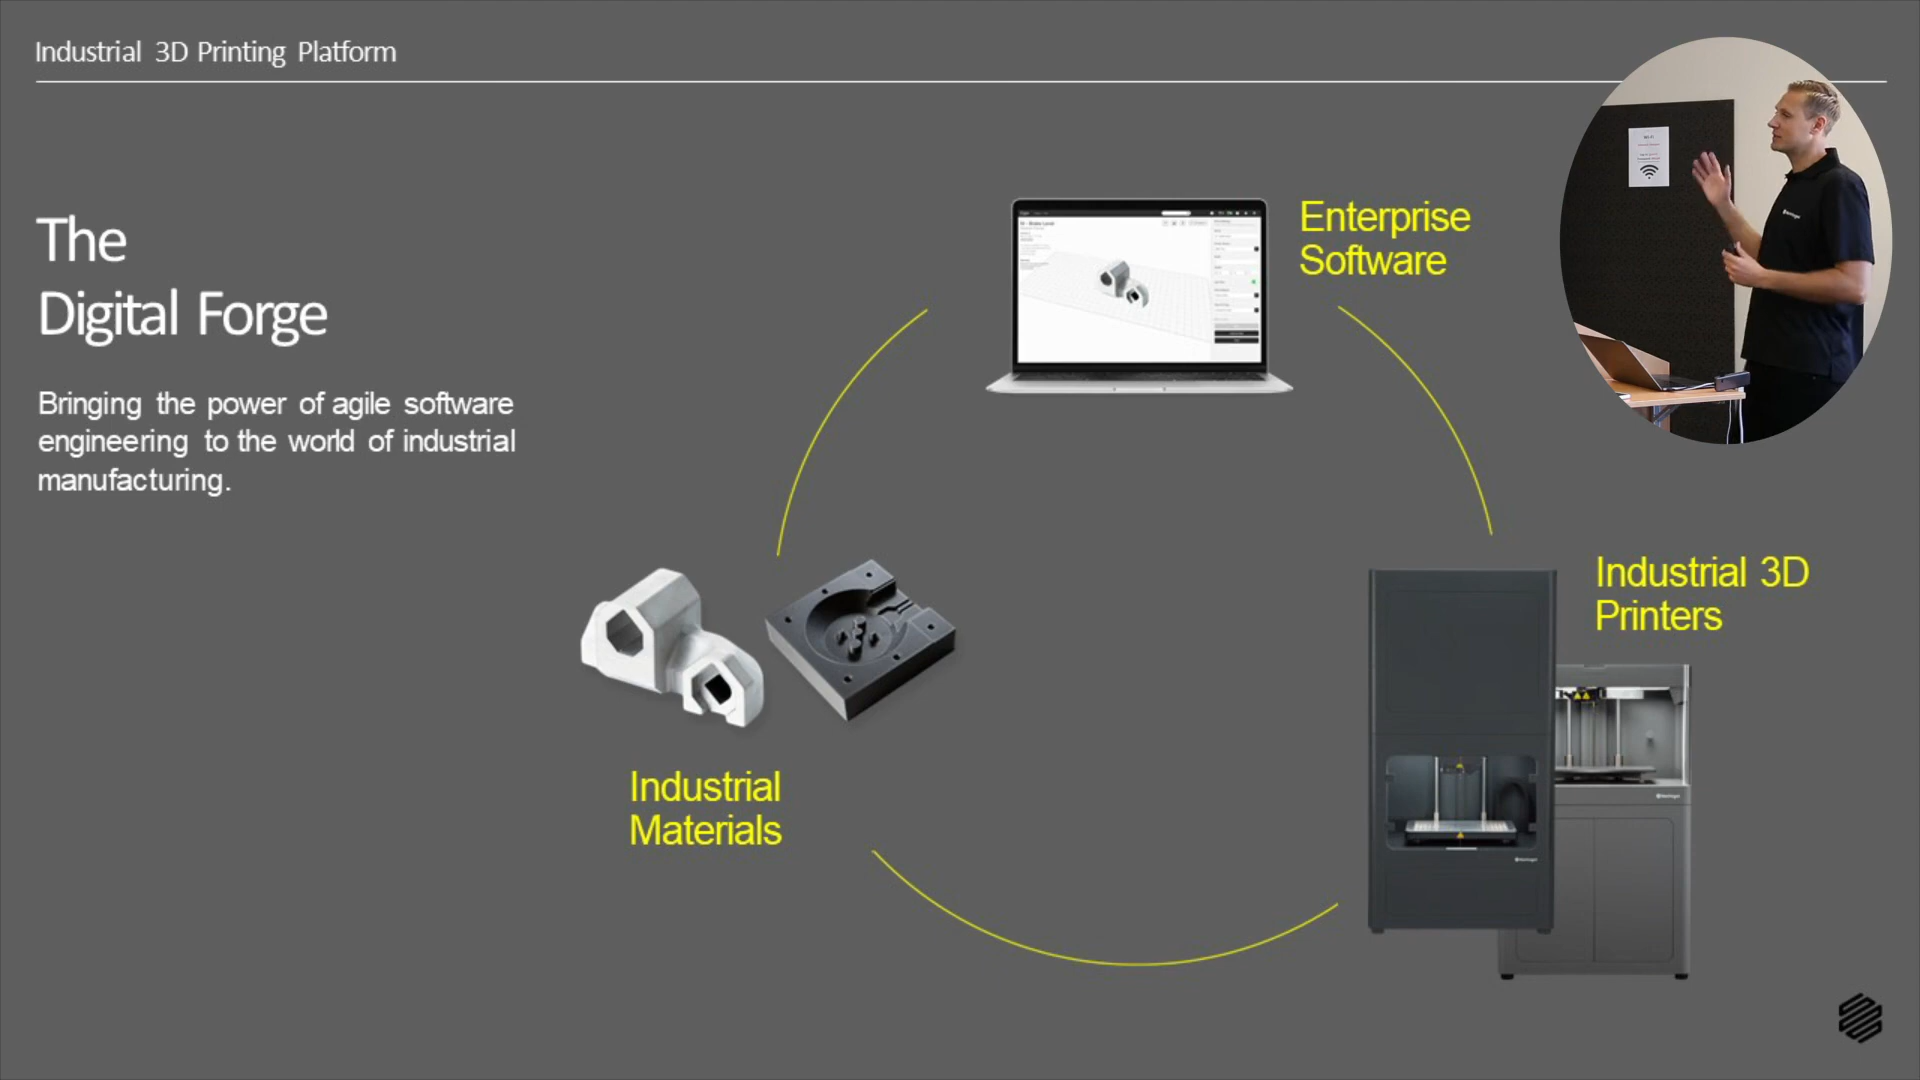 Industrial 3D Printing Platform
The
Digital Forge
Bringing the power of agile software
engineering to the world of industrial
manufacturing.
Enterprise
Software
Industrial 3D
Printers
Industrial
Materials